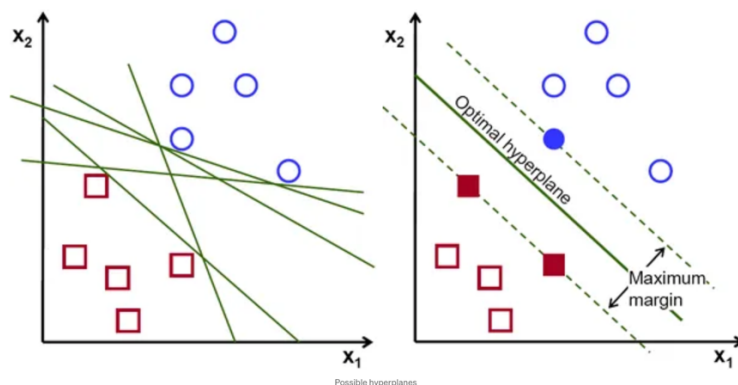 x2
x1
x2
Optimal hyperplane
Maximum
margin
x1
Possible hyperplanes